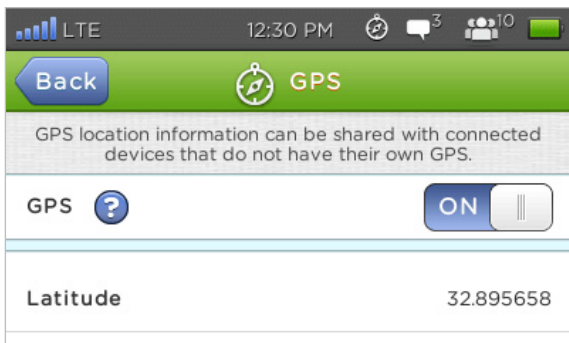 LTE 12:30 PM 3 10
Back GPS
GPS location information can be shared with connected
devices that do not have their own GPS.
GPS ? ON
Latitude 32.895658